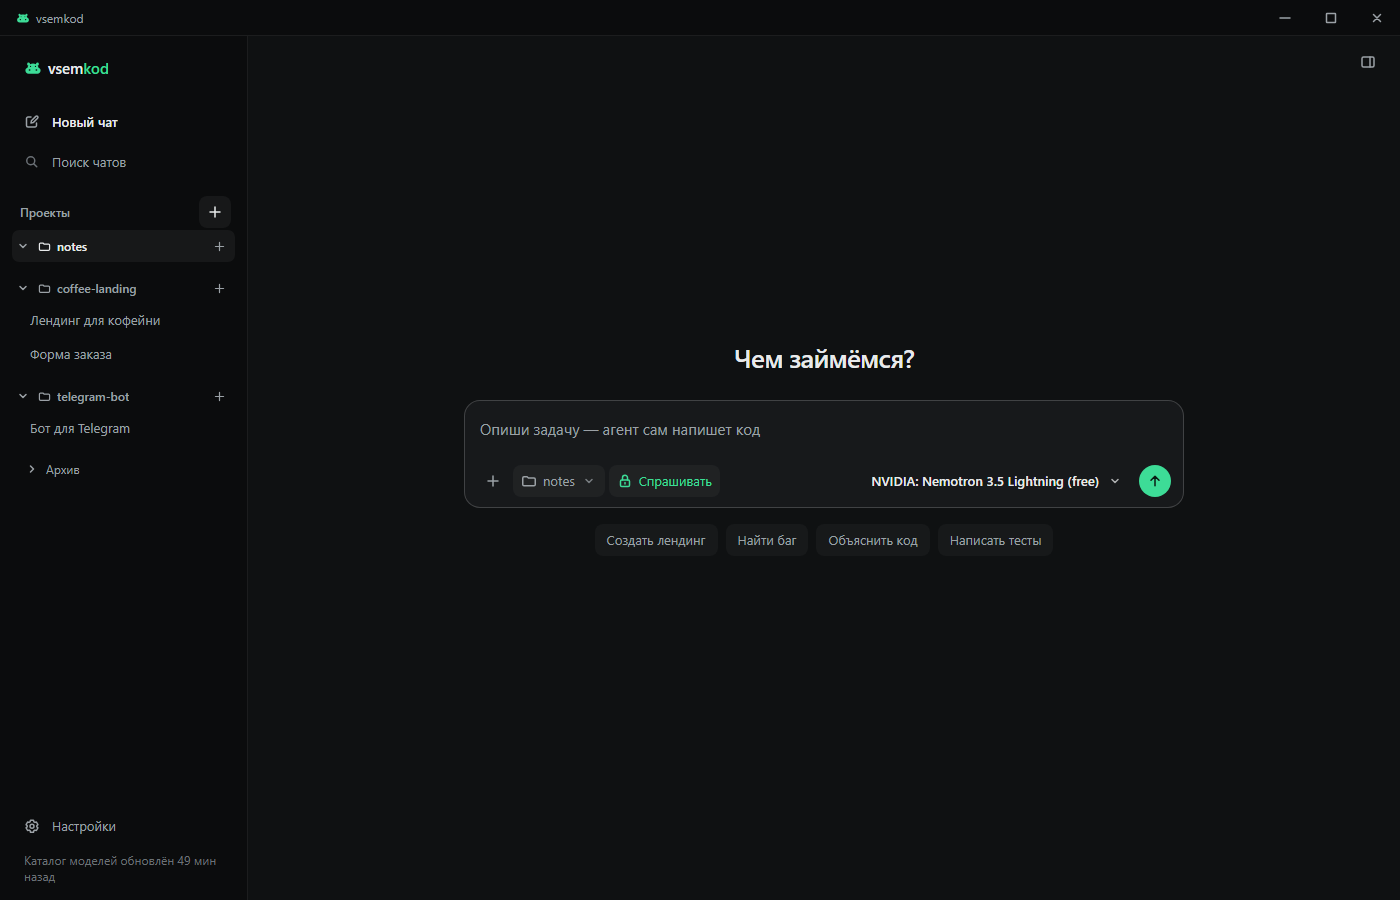 vsemkod
vsemkod
Новый чат
Поиск чатов
Проекты
notes
coffee-landing
Лендинг для кофейни
Форма заказа
telegram-bot
Бот для Telegram
Архив
Чем займёмся?
Опиши задачу — агент сам напишет код
notes
Спрашивать
NVIDIA: Nemotron 3.5 Lightning (free)
Создать лендинг
Найти баг
Объяснить код
Написать тесты
Настройки
Каталог моделей обновлён 49 мин
назад